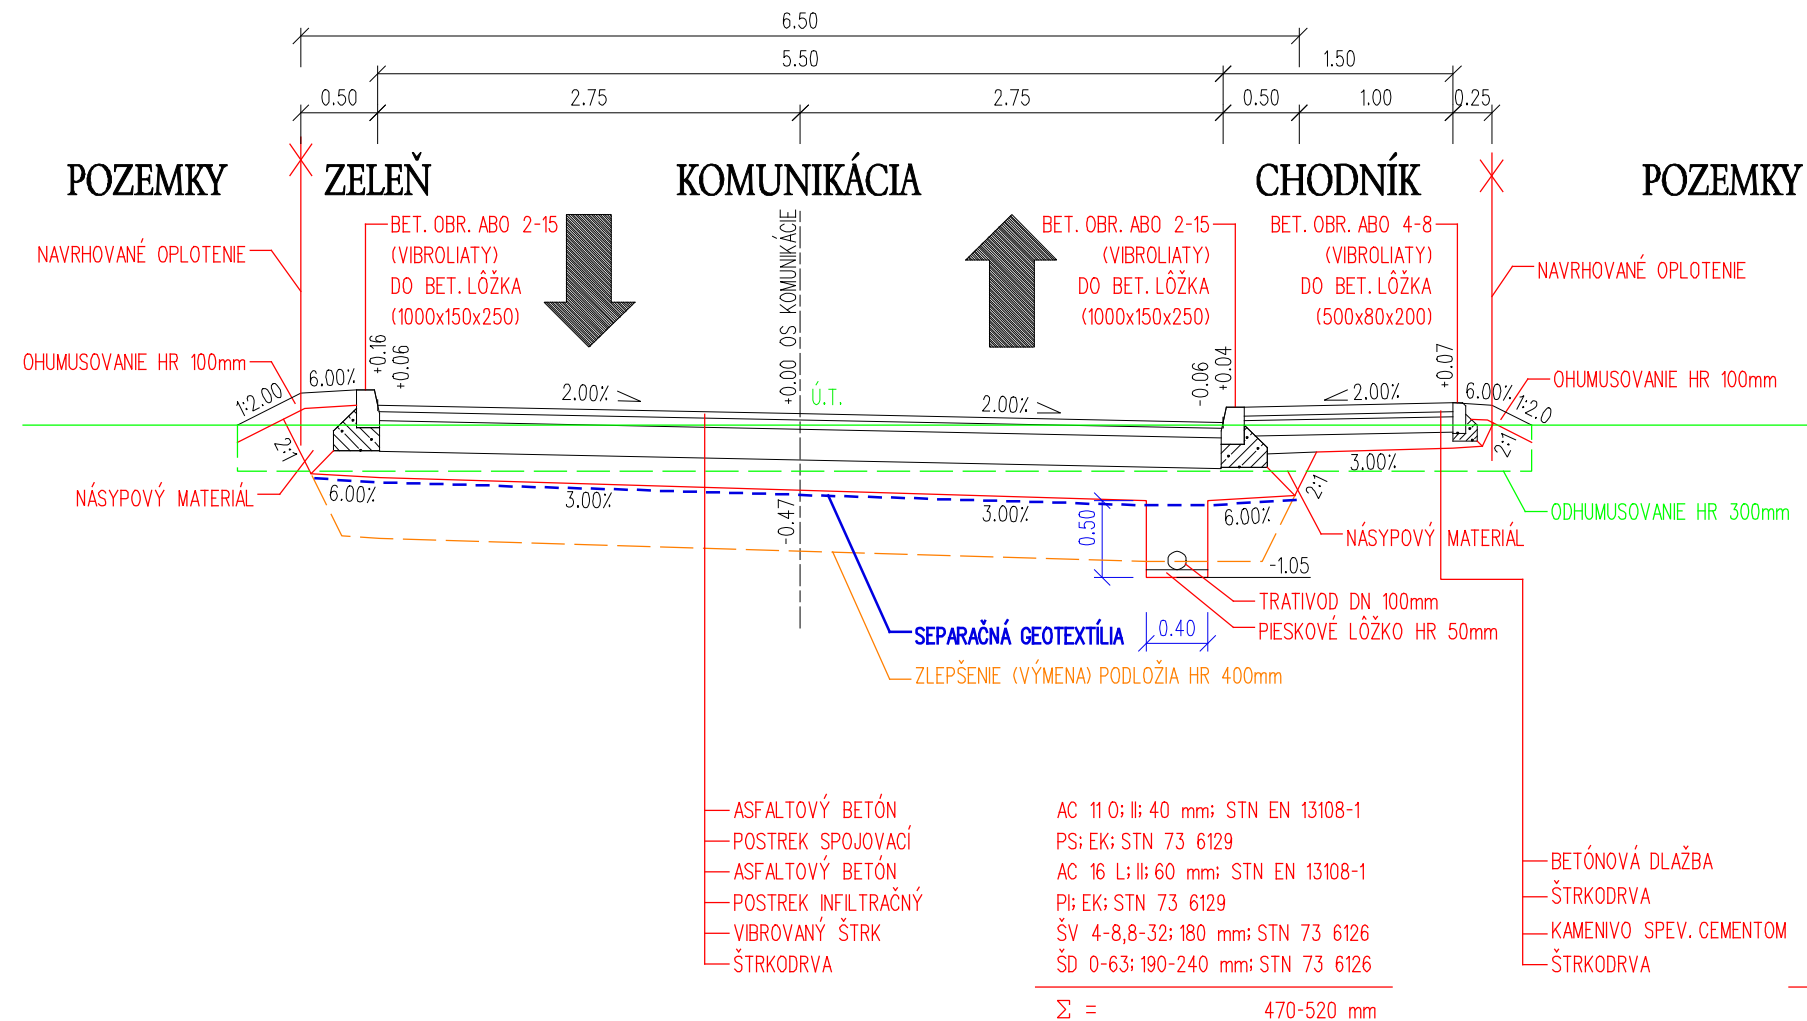 6.50
5.50
1.50
0.50
2.75
2.75
0.50
1.00
0.25
POZEMKY
ZELEŇ
KOMUNIKÁCIA
CHODNÍK
POZEMKY
NAVRHOVANÉ OPLOTENIE
BET. OBR. ABO 2-15
(VIBROLIATY)
DO BET. LÔŽKA
(1000x150x250)
+0.00 OS KOMUNIKÁCIE
BET. OBR. ABO 2-15
(VIBROLIATY)
DO BET. LÔŽKA
(1000x150x250)
BET. OBR. ABO 4-8
(VIBROLIATY)
DO BET. LÔŽKA
(500x80x200)
NAVRHOVANÉ OPLOTENIE
OHUMUSOVANIE HR 100mm
+0.16
+0.06
-0.06
+0.04
+0.07
OHUMUSOVANIE HR 100mm
1:2.00
6.00%
2.00%
Ú.T.
2.00%
2.00%
6.00%
1:2.0
2:1
2:1
3.00%
2:1
NÁSYPOVÝ MATERIÁL
6.00%
3.00%
-0.47
3.00%
0.50
6.00%
NÁSYPOVÝ MATERIÁL
ODHUMUSOVANIE HR 300mm
-1.05
TRATIVOD DN 100mm
PIESKOVÉ LÔŽKO HR 50mm
0.40
SEPARAČNÁ GEOTEXTÍLIA
ZLEPŠENIE (VÝMENA) PODLOŽIA HR 400mm
ASFALTOVÝ BETÓN AC 11 O; II; 40 mm; STN EN 13108-1
POSTREK SPOJOVACÍ PS; EK; STN 73 6129
ASFALTOVÝ BETÓN AC 16 L; II; 60 mm; STN EN 13108-1
POSTREK INFILTRAČNÝ PI; EK; STN 73 6129
VIBROVANÝ ŠTRK ŠV 4-8,8-32; 180 mm; STN 73 6126
ŠTRKODRVA ŠD 0-63; 190-240 mm; STN 73 6126
Σ = 470-520 mm
BETÓNOVÁ DLAŽBA
ŠTRKODRVA
KAMENIVO SPEV. CEMENTOM
ŠTRKODRVA